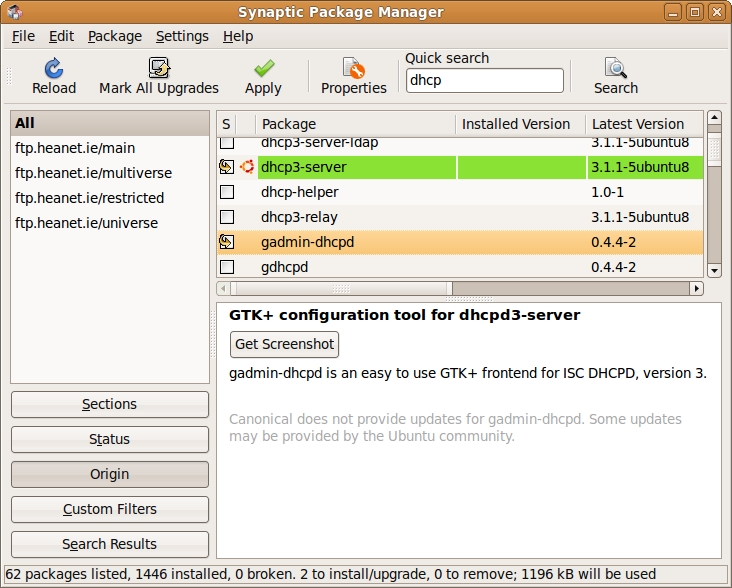 Synaptic Package Manager
File Edit Package Settings Help
Reload Mark All Upgrades Apply Properties Quick search dhcp Search
All
ftp.heanet.ie/main
ftp.heanet.ie/multiverse
ftp.heanet.ie/restricted
ftp.heanet.ie/universe
Sections
Status
Origin
Custom Filters
Search Results
S Package Installed Version Latest Version
dhcp3-server-ldap 3.1.1-5ubuntu8
dhcp3-server 3.1.1-5ubuntu8
dhcp-helper 1.0-1
dhcp3-relay 3.1.1-5ubuntu8
gadmin-dhcpd 0.4.4-2
gdhcpd 0.4.4-2
GTK+ configuration tool for dhcpd3-server
Get Screenshot
gadmin-dhcpd is an easy to use GTK+ frontend for ISC DHCPD, version 3.
Canonical does not provide updates for gadmin-dhcpd. Some updates
may be provided by the Ubuntu community.
62 packages listed, 1446 installed, 0 broken. 2 to install/upgrade, 0 to remove; 1196 kB will be used